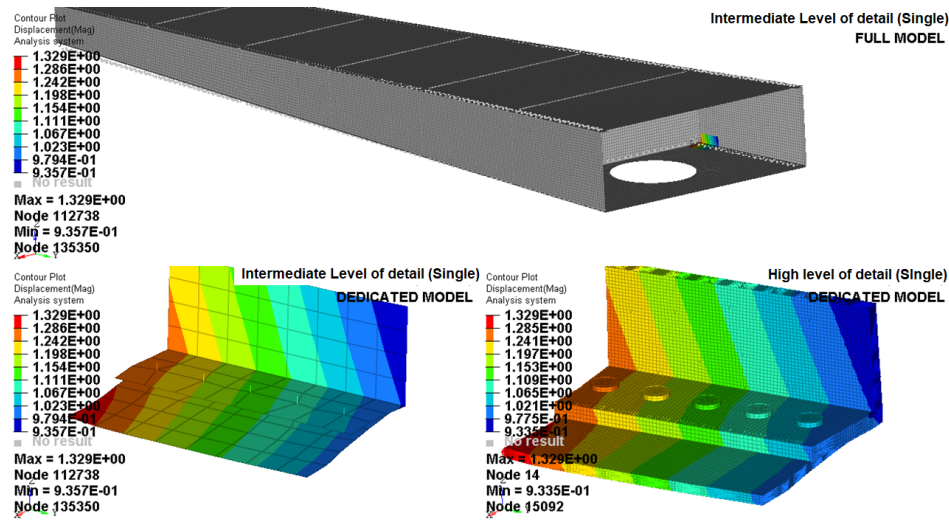 Contour Plot
Displacement(Mag)
Analysis system
1.329E+00
1.286E+00
1.242E+00
1.198E+00
1.154E+00
1.111E+00
1.067E+00
1.023E+00
9.794E-01
9.357E-01
No result
Max = 1.329E+00
Node 112738
Min = 9.357E-01
Node 135350
Z
X
Y
Intermediate Level of detail (Single)
FULL MODEL
Contour Plot
Displacement(Mag)
Analysis system
1.329E+00
1.286E+00
1.242E+00
1.198E+00
1.154E+00
1.111E+00
1.067E+00
1.023E+00
9.794E-01
9.357E-01
No result
Max = 1.329E+00
Node 112738
Min = 9.357E-01
Node 135350
Z
X
Y
Intermediate Level of detail (SIngle)
DEDICATED MODEL
Contour Plot
Displacement(Mag)
Analysis system
1.329E+00
1.285E+00
1.241E+00
1.197E+00
1.153E+00
1.109E+00
1.065E+00
1.021E+00
9.775E-01
9.335E-01
No result
Max = 1.329E+00
Node 14
Min = 9.335E-01
Node 15092
Z
X
Y
High level of detail (SIngle)
DEDICATED MODEL